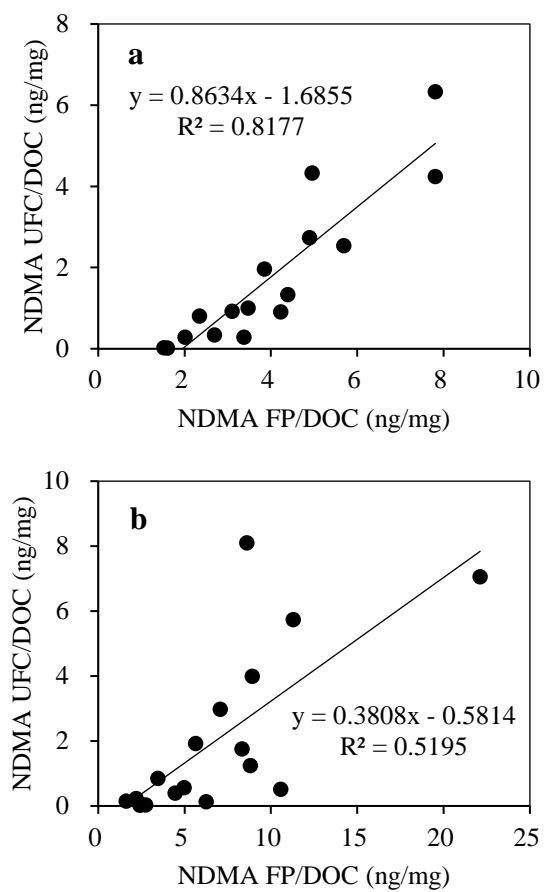 8
a
y = 0.8634x - 1.6855
R² = 0.8177
6
4
2
0
NDMA UFC/DOC (ng/mg)
0 2 4 6 8 10
NDMA FP/DOC (ng/mg)
10
b
8
6
4
y = 0.3808x - 0.5814
R² = 0.5195
2
0
NDMA UFC/DOC (ng/mg)
0 5 10 15 20 25
NDMA FP/DOC (ng/mg)